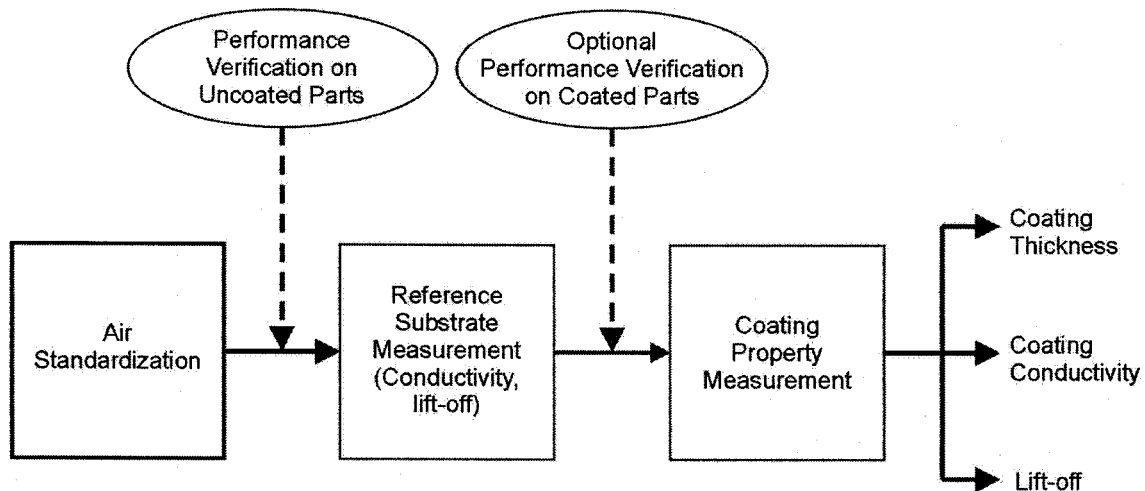 Performance
Verification on
Uncoated Parts
Optional
Performance Verification
on Coated Parts
Air
Standardization
Reference
Substrate
Measurement
(Conductivity,
lift-off)
Coating
Property
Measurement
Coating
Thickness
Coating
Conductivity
Lift-off